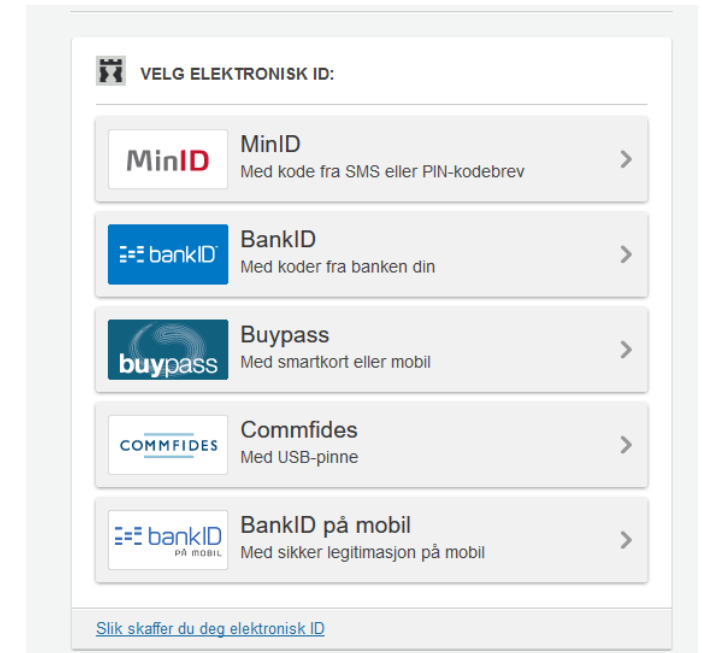 VELG ELEKTRONISK ID:
MinID
MinID
Med kode fra SMS eller PIN-kodebrev
bankID
BankID
Med koder fra banken din
buypass
Buypass
Med smartkort eller mobil
COMMFIDES
Commfides
Med USB-pinne
bankID
PÅ MOBIL
BankID på mobil
Med sikker legitimasjon på mobil
Slik skaffer du deg elektronisk ID